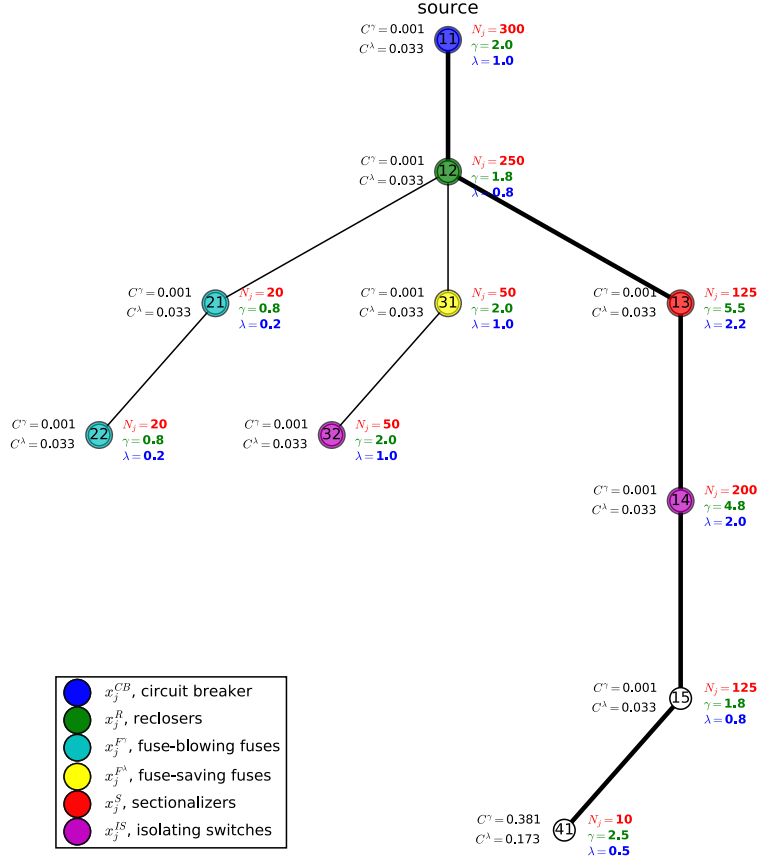 source
C^γ = 0.001
C^λ = 0.033
11
N_j = 300
γ = 2.0
λ = 1.0
C^γ = 0.001
C^λ = 0.033
12
N_j = 250
γ = 1.8
λ = 0.8
C^γ = 0.001
C^λ = 0.033
21
N_j = 20
γ = 0.8
λ = 0.2
C^γ = 0.001
C^λ = 0.033
31
N_j = 50
γ = 2.0
λ = 1.0
C^γ = 0.001
C^λ = 0.033
13
N_j = 125
γ = 5.5
λ = 2.2
C^γ = 0.001
C^λ = 0.033
22
N_j = 20
γ = 0.8
λ = 0.2
C^γ = 0.001
C^λ = 0.033
32
N_j = 50
γ = 2.0
λ = 1.0
C^γ = 0.001
C^λ = 0.033
14
N_j = 200
γ = 4.8
λ = 2.0
C^γ = 0.001
C^λ = 0.033
15
N_j = 125
γ = 1.8
λ = 0.8
C^γ = 0.381
C^λ = 0.173
41
N_j = 10
γ = 2.5
λ = 0.5
x_j^{CB}, circuit breaker
x_j^{R}, reclosers
x_j^{F^γ}, fuse-blowing fuses
x_j^{F^λ}, fuse-saving fuses
x_j^{S}, sectionalizers
x_j^{IS}, isolating switches